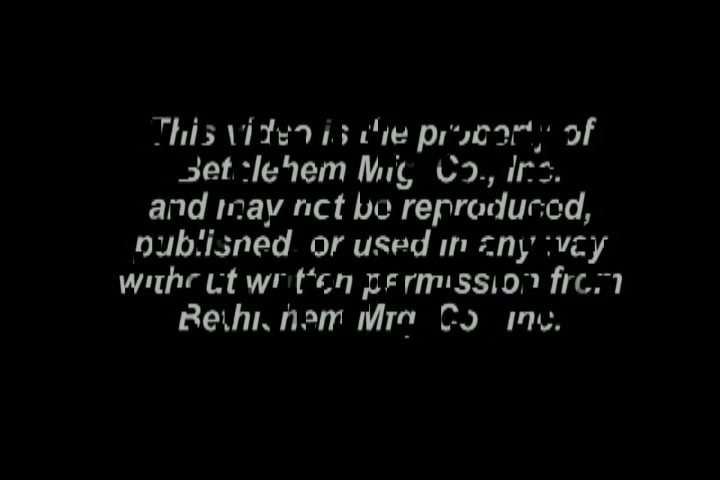 This video is the property of
Bethlehem Mfg. Co., Inc.
and may not be reproduced,
published, or used in any way
without written permission from
Bethlehem Mfg. Co., Inc.